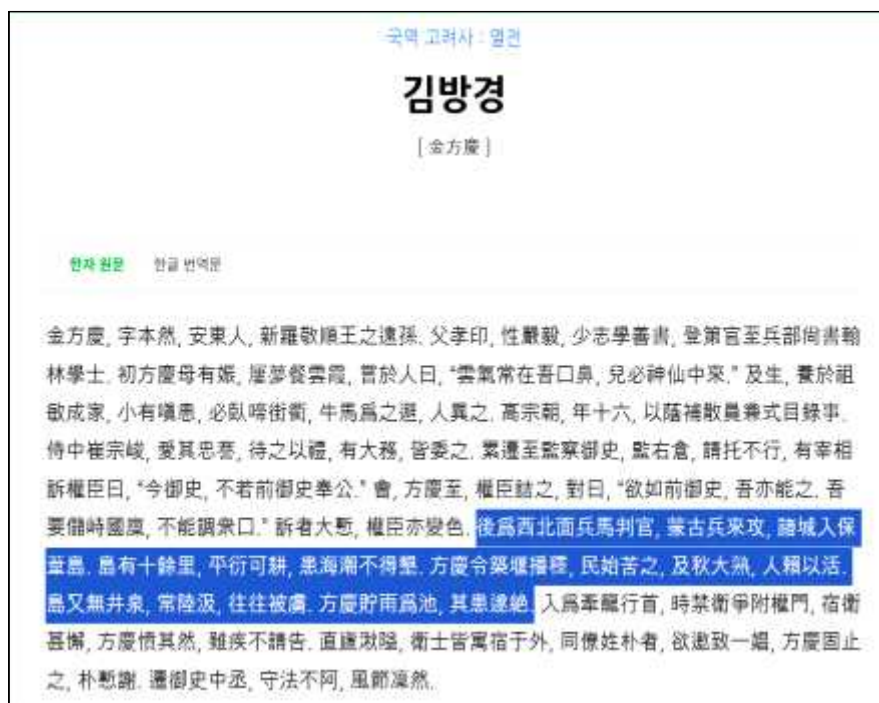 국역 고려사 : 열전
김방경
[ 金方慶 ]
한자 원문 한글 번역문
金方慶, 字本然, 安東人, 新羅敬順王之遠孫. 父孝印, 性嚴毅, 少志學善書, 登第官至兵部尙書翰
林學士. 初方慶母有娠, 屢夢餐雲霞, 嘗於人曰, “雲氣常在吾口鼻, 兒必神仙中來.” 及生, 養於祖
敏成家, 小有嗔恚, 必臥啼街衢, 牛馬爲之避, 人異之. 高宗朝, 年十六, 以蔭補散員兼式目錄事.
侍中崔宗峻, 愛其忠謇, 待之以禮, 有大務, 皆委之. 累遷至監察御史, 監右倉, 請托不行, 有宰相
訴權臣曰, “今御史, 不若前御史奉公.” 會, 方慶至, 權臣詰之, 對曰, “欲如前御史, 吾亦能之. 吾
要儲峙國廩, 不能調衆口.” 訴者大慙, 權臣亦變色. 後爲西北面兵馬判官, 蒙古兵來攻, 諸城入保
葦島. 島有十餘里, 平衍可耕, 患海潮不得墾. 方慶令築堰播種, 民始苦之, 及秋大熟, 人賴以活.
島又無井泉, 常陸汲, 往往被虜. 方慶貯雨爲池, 其患遂絶. 入爲牽龍行首, 時禁衛爭附權門, 宿衛
甚懈, 方慶憤其然, 雖疾不請告. 直廬湫隘, 衛士皆寓宿于外, 同僚姓朴者, 欲邀致一娼, 方慶固止
之, 朴慙謝. 遷御史中丞, 守法不阿, 風節凜然.